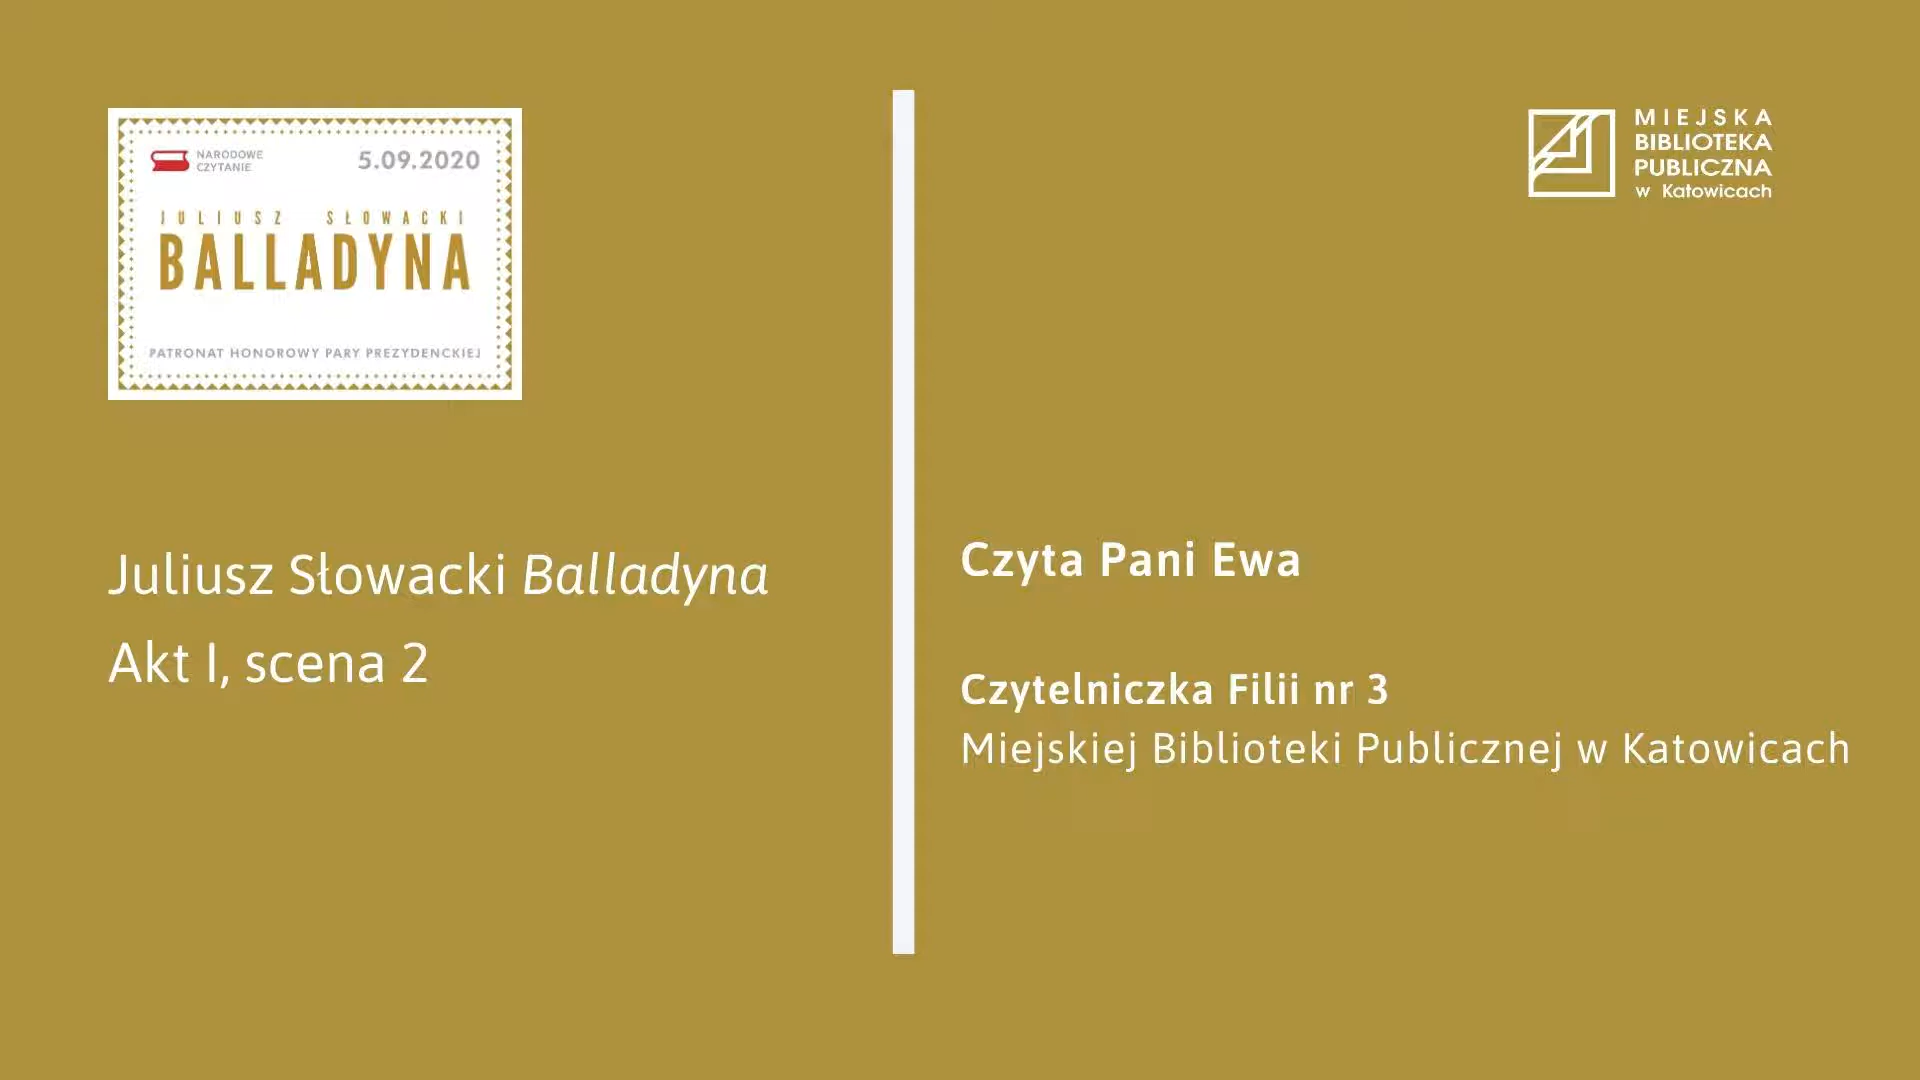 NARODOWE
CZYTANIE
5.09.2020
JULIUSZ SŁOWACKI
BALLADYNA
PATRONAT HONOROWY PARY PREZYDENCKIEJ
Juliusz Słowacki Balladyna
Akt I, scena 2
MIEJSKA
BIBLIOTEKA
PUBLICZNA
w Katowicach
Czyta Pani Ewa
Czytelniczka Filii nr 3
Miejskiej Biblioteki Publicznej w Katowicach